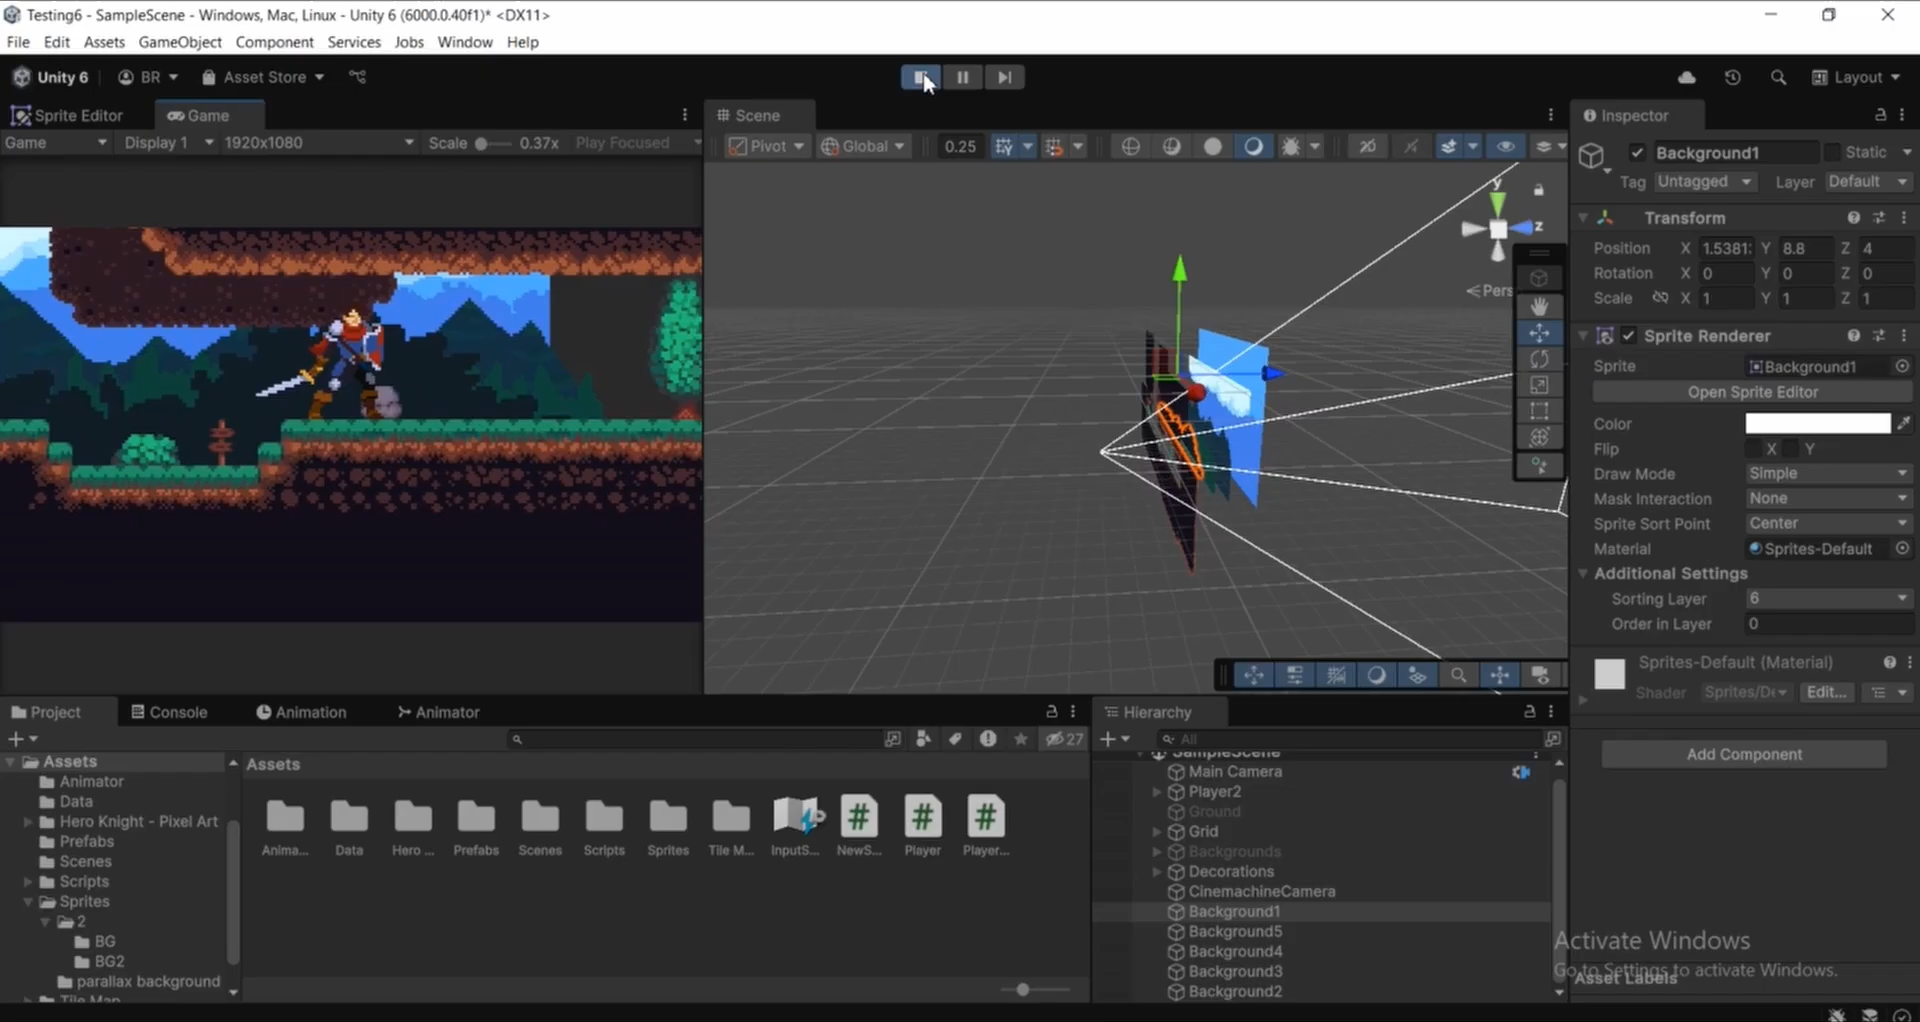 Testing6 - SampleScene - Windows, Mac, Linux - Unity 6 (6000.0.40f1)* <DX11>
File Edit Assets GameObject Component Services Jobs Window Help
Unity 6 BR Asset Store Layout
Sprite Editor Game
Game Display 1 1920x1080 Scale 0.37x Play Focused
Scene
Pivot Global 0.25
y
z
Pers
Inspector
Background1 Static
Tag Untagged Layer Default
Transform
Position X 1.5381 Y 8.8 Z 4
Rotation X 0 Y 0 Z 0
Scale X 1 Y 1 Z 1
Sprite Renderer
Sprite Background1
Open Sprite Editor
Color
Flip X Y
Draw Mode Simple
Mask Interaction None
Sprite Sort Point Center
Material Sprites-Default
Additional Settings
Sorting Layer 6
Order in Layer 0
Sprites-Default (Material)
Shader Sprites/De Edit...
Add Component
Activate Windows
Go to Settings to activate Windows.
Asset Labels
Project Console Animation Animator
27
Assets
Animator
Data
Hero Knight - Pixel Art
Prefabs
Scenes
Scripts
Sprites
2
BG
BG2
parallax background
Tile Map
Assets
Anima... Data Hero ... Prefabs Scenes Scripts Sprites Tile M... InputS... NewS... Player Player...
Hierarchy
All
SampleScene
Main Camera
Player2
Ground
Grid
Backgrounds
Decorations
CinemachineCamera
Background1
Background5
Background4
Background3
Background2